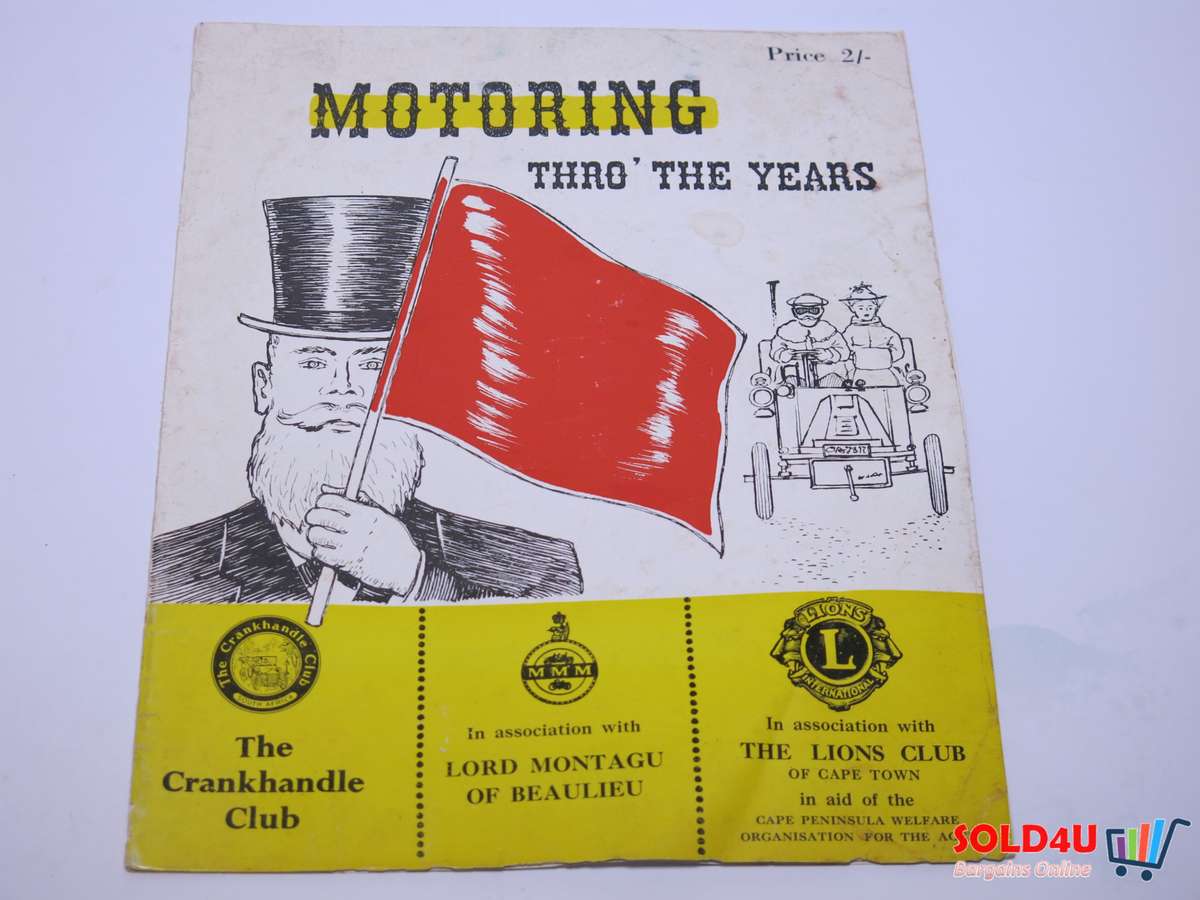 Price 2/-
MOTORING
THRO' THE YEARS
The Crankhandle Club
SOUTH AFRICA
The
Crankhandle
Club
MMM
In association with
LORD MONTAGU
OF BEAULIEU
LIONS
L
INTERNATIONAL
In association with
THE LIONS CLUB
OF CAPE TOWN
in aid of the
CAPE PENINSULA WELFARE
ORGANISATION FOR THE
SOLD4U
Bargains Online